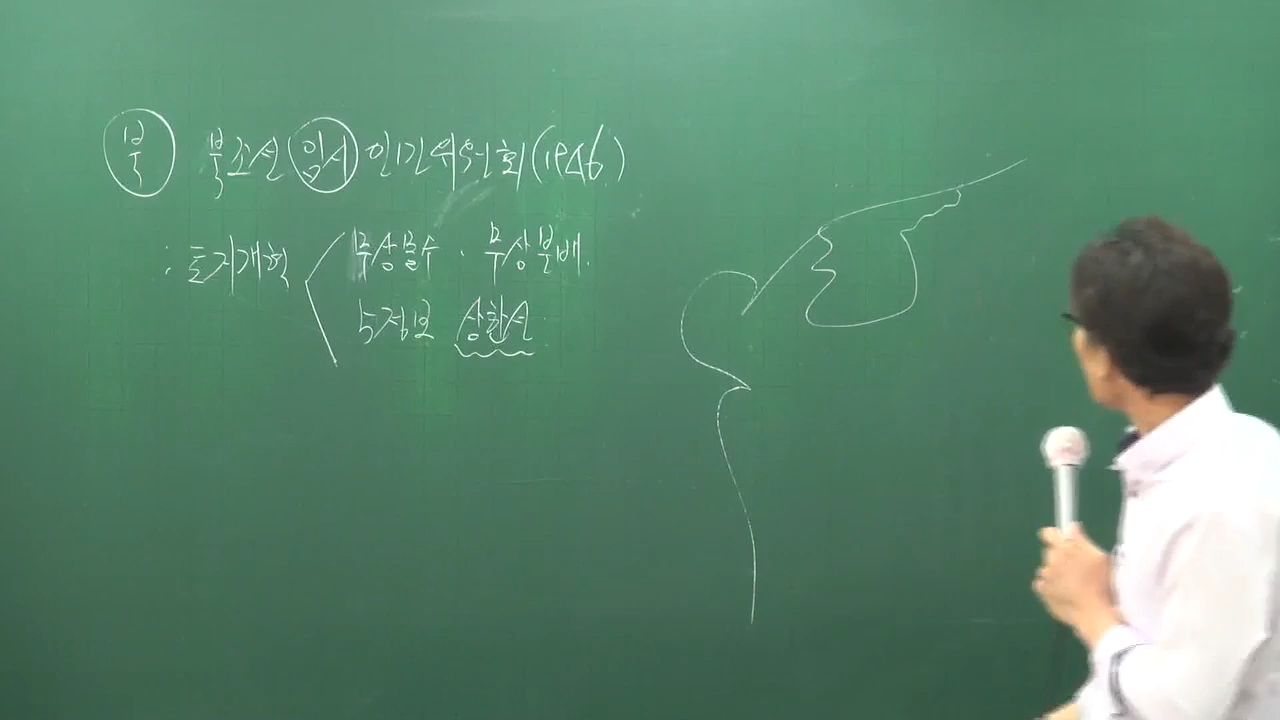 북 북조선 임시 인민위원회 (1946)
: 토지개혁 무상몰수 · 무상분배.
5정보 상한선